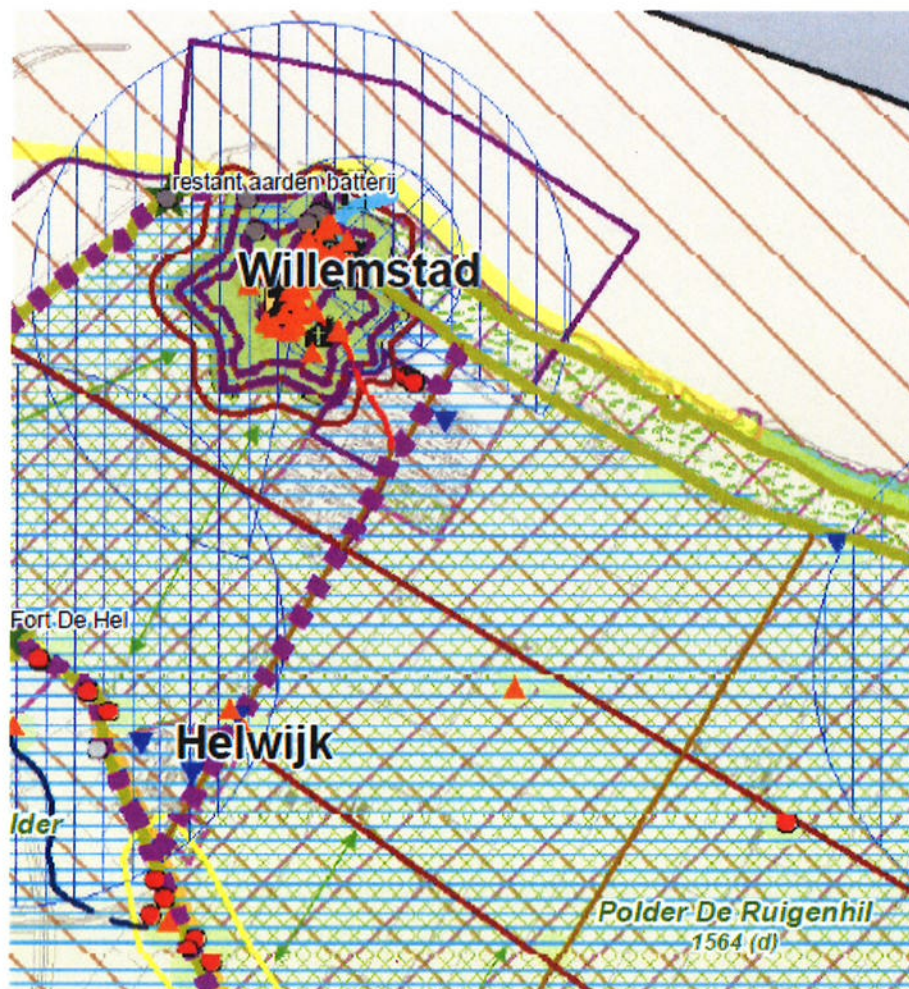 restant aarden batterij
Willemstad
Fort De Hel
Helwijk
lder
Polder De Ruigenhil
1564 (d)